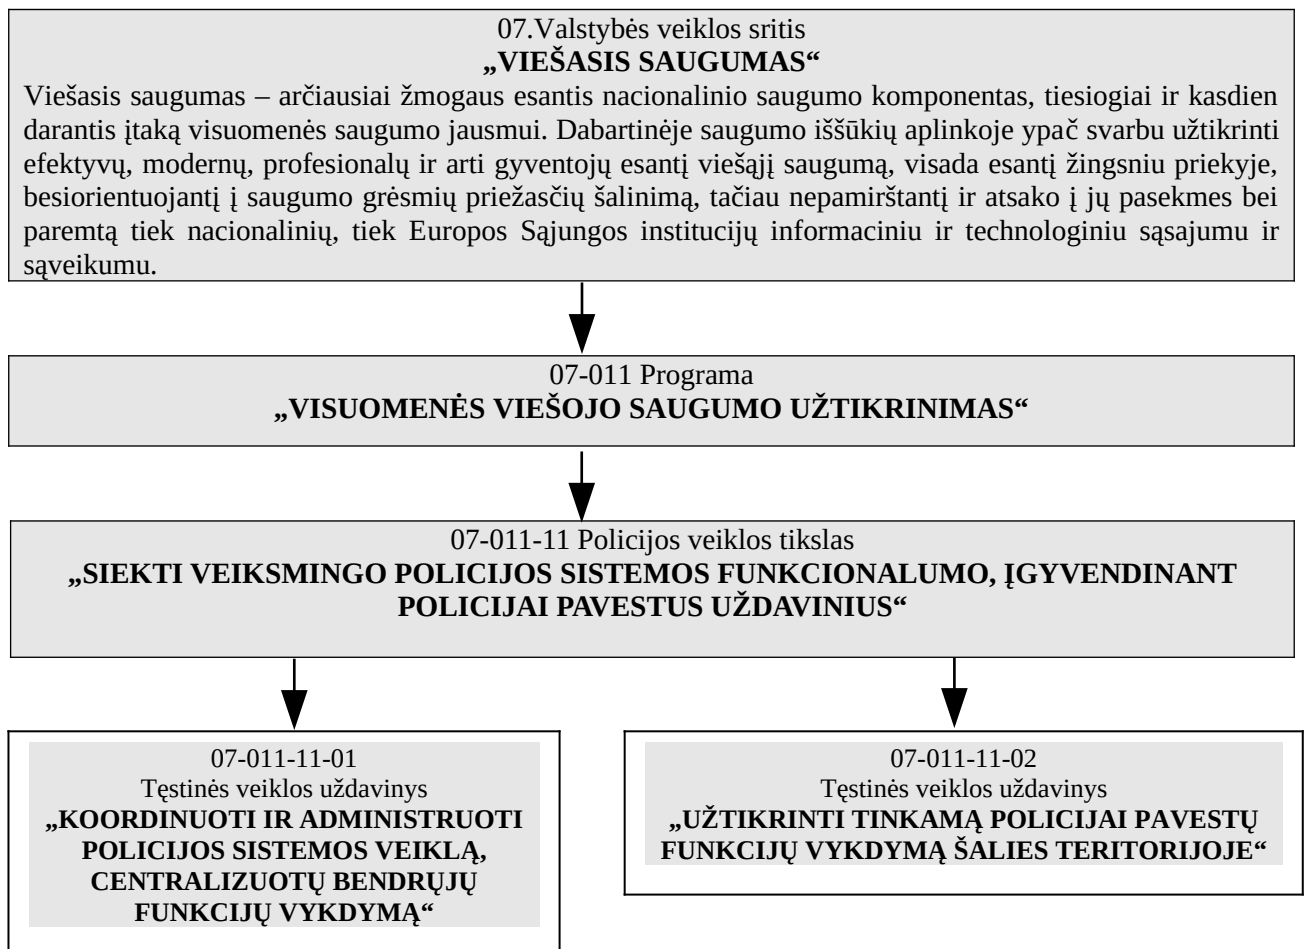 07.Valstybės veiklos sritis
„VIEŠASIS SAUGUMAS“
Viešasis saugumas – arčiausiai žmogaus esantis nacionalinio saugumo komponentas, tiesiogiai ir kasdien
darantis įtaką visuomenės saugumo jausmui. Dabartinėje saugumo iššūkių aplinkoje ypač svarbu užtikrinti
efektyvų, modernų, profesionalų ir arti gyventojų esantį viešąjį saugumą, visada esantį žingsniu priekyje,
besiorientuojantį į saugumo grėsmių priežasčių šalinimą, tačiau nepamirštantį ir atsako į jų pasekmes bei
paremtą tiek nacionalinių, tiek Europos Sąjungos institucijų informaciniu ir technologiniu sąsajumu ir
sąveikumu.
07-011 Programa
„VISUOMENĖS VIEŠOJO SAUGUMO UŽTIKRINIMAS“
07-011-11 Policijos veiklos tikslas
„SIEKTI VEIKSMINGO POLICIJOS SISTEMOS FUNKCIONALUMO, ĮGYVENDINANT
POLICIJAI PAVESTUS UŽDAVINIUS“
07-011-11-01
Tęstinės veiklos uždavinys
„KOORDINUOTI IR ADMINISTRUOTI
POLICIJOS SISTEMOS VEIKLĄ,
CENTRALIZUOTŲ BENDRŲJŲ
FUNKCIJŲ VYKDYMĄ“
07-011-11-02
Tęstinės veiklos uždavinys
„UŽTIKRINTI TINKAMĄ POLICIJAI PAVESTŲ
FUNKCIJŲ VYKDYMĄ ŠALIES TERITORIJOJE“